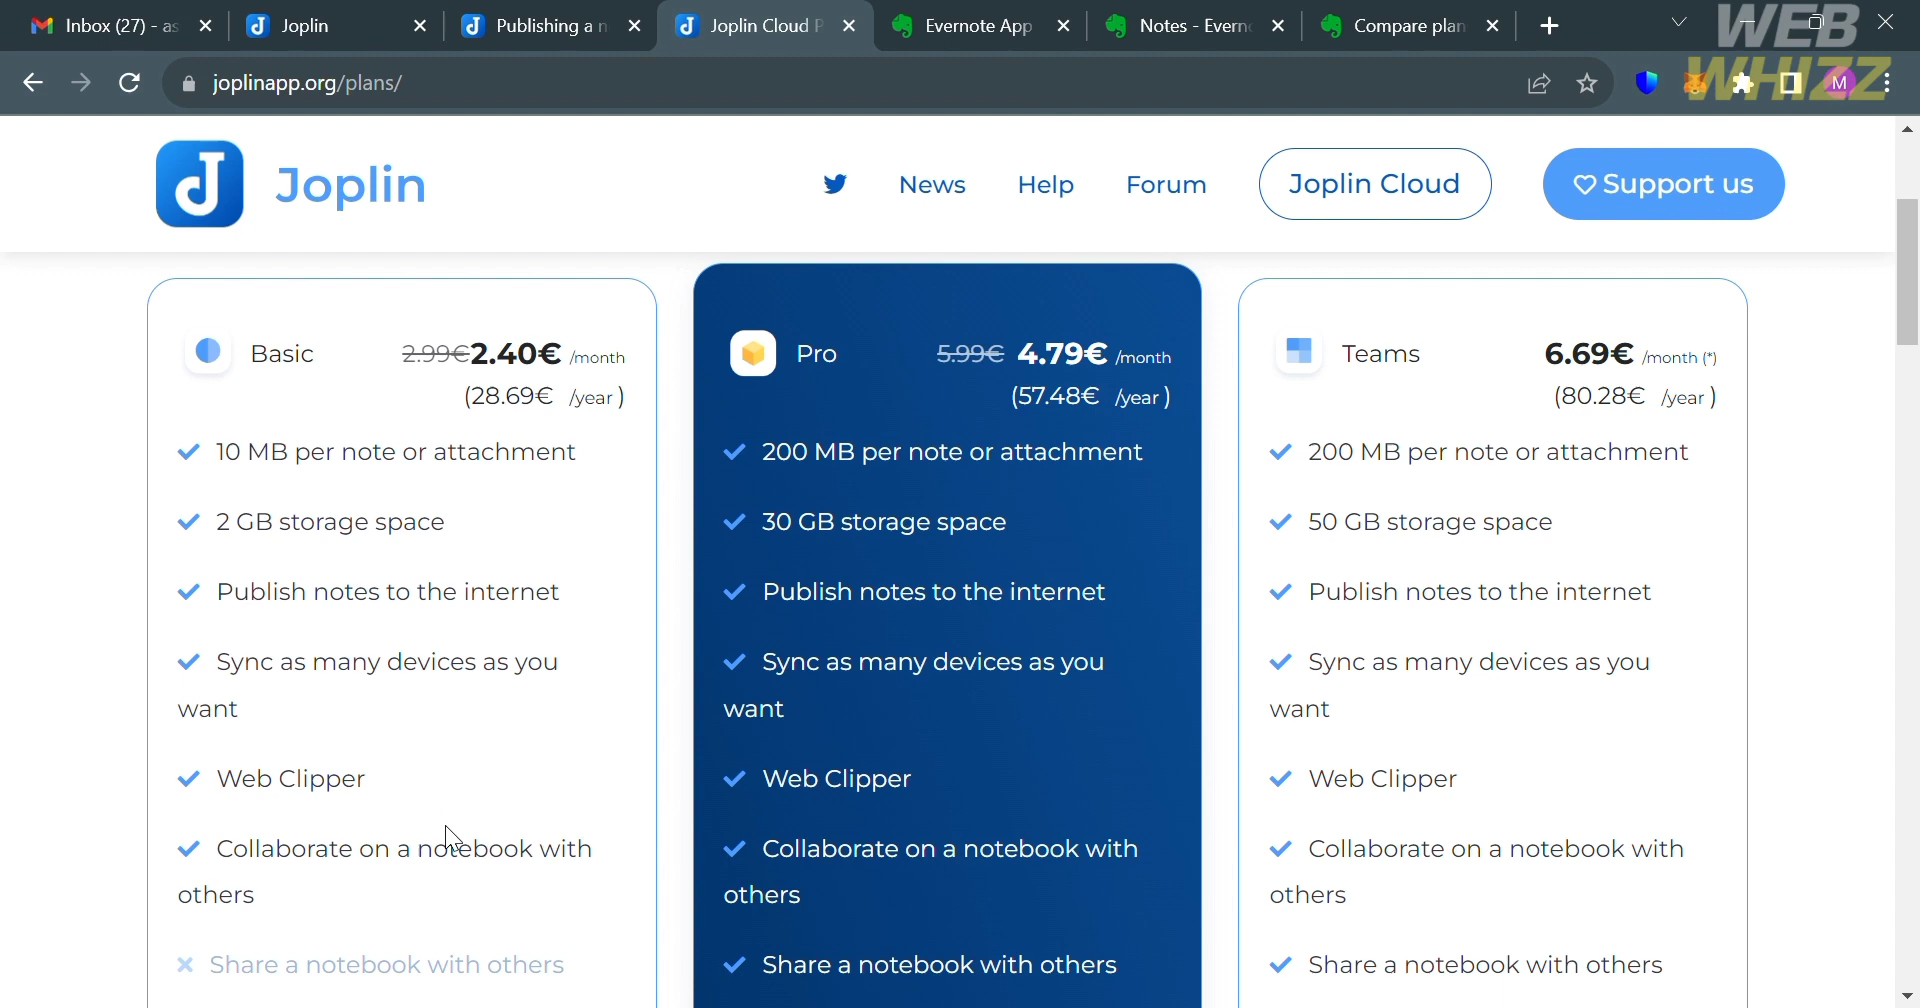 Inbox (27) - as
Joplin
Publishing a n
Joplin Cloud P
Evernote App
Notes - Everno
Compare plan
WEB
WHIZZ
joplinapp.org/plans/
M
Joplin
News
Help
Forum
Joplin Cloud
Support us
Basic
2.99€ 2.40€ /month
(28.69€ /year )
10 MB per note or attachment
2 GB storage space
Publish notes to the internet
Sync as many devices as you
want
Web Clipper
Collaborate on a notebook with
others
Share a notebook with others
Pro
5.99€ 4.79€ /month
(57.48€ /year )
200 MB per note or attachment
30 GB storage space
Publish notes to the internet
Sync as many devices as you
want
Web Clipper
Collaborate on a notebook with
others
Share a notebook with others
Teams
6.69€ /month (*)
(80.28€ /year )
200 MB per note or attachment
50 GB storage space
Publish notes to the internet
Sync as many devices as you
want
Web Clipper
Collaborate on a notebook with
others
Share a notebook with others